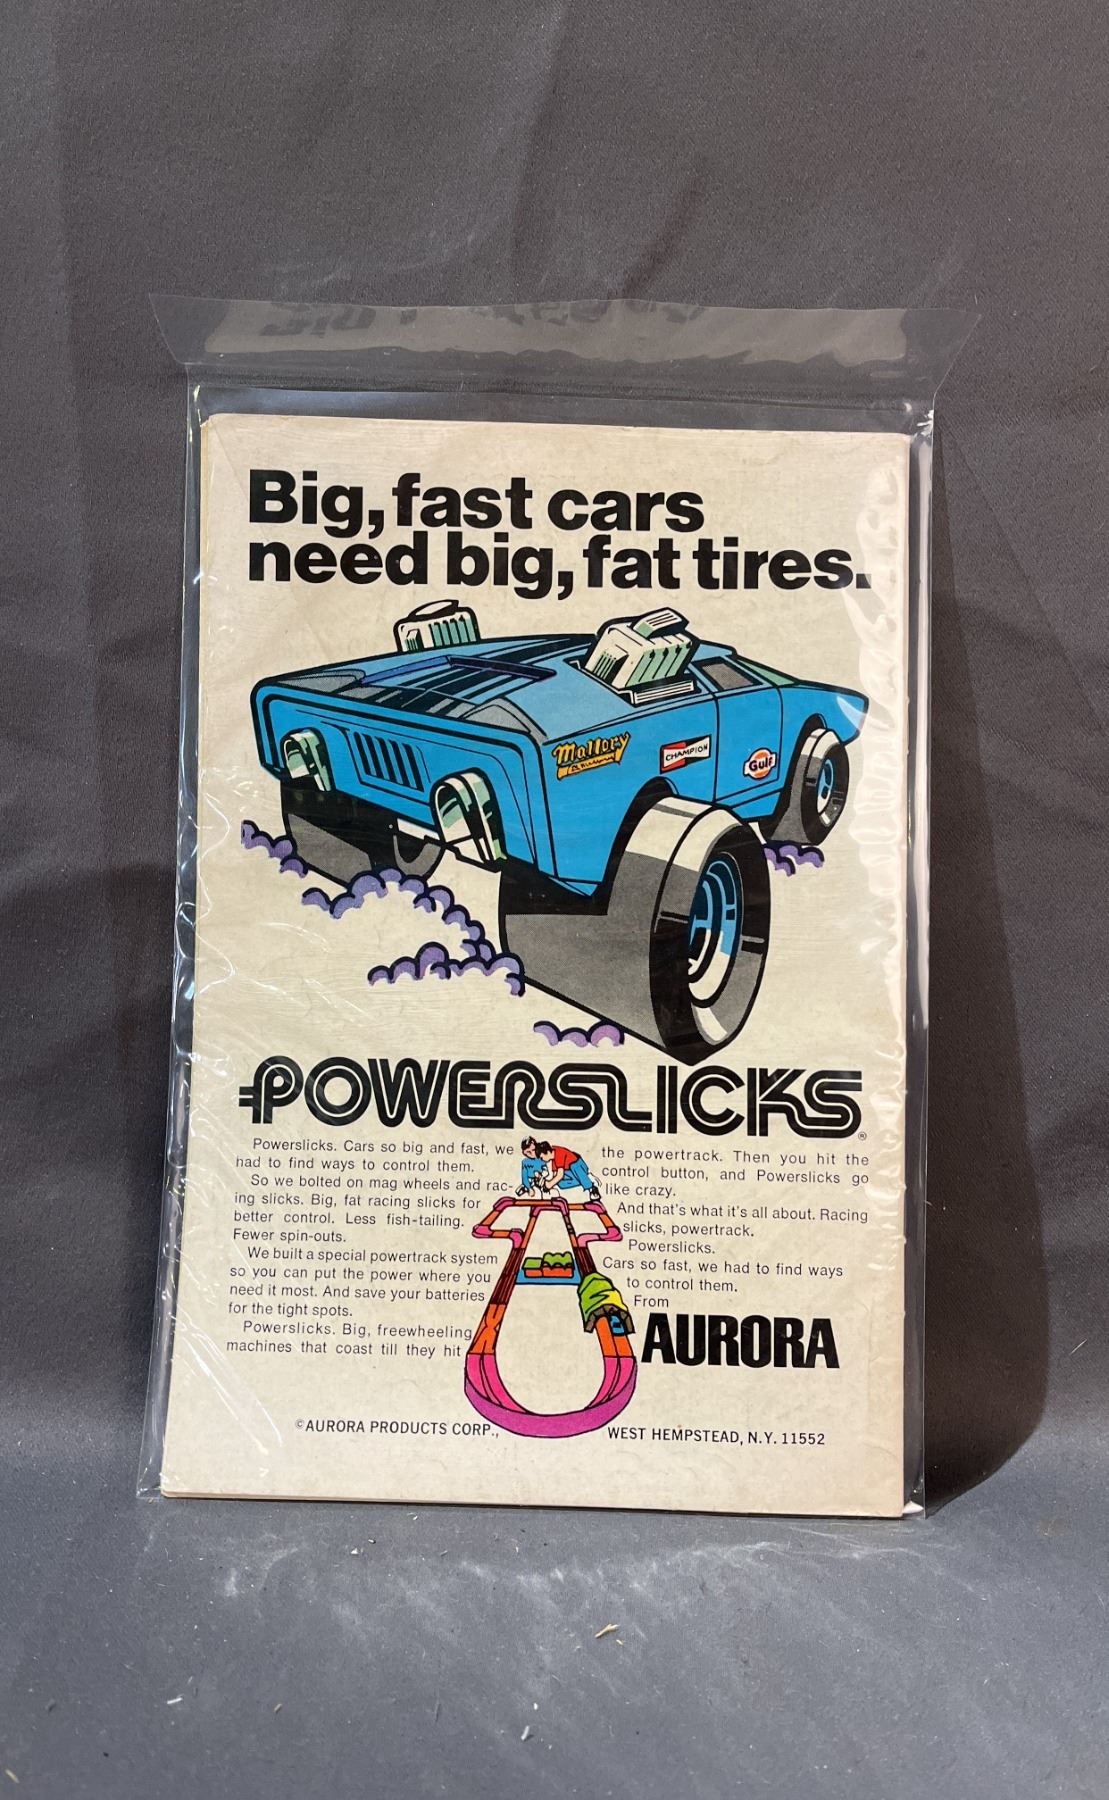 Big, fast cars
need big, fat tires.
Mallory
CHAMPION
Gulf
POWERSLICKS®
Powerslicks. Cars so big and fast, we
had to find ways to control them.
So we bolted on mag wheels and rac-
ing slicks. Big, fat racing slicks for
better control. Less fish-tailing.
Fewer spin-outs.
We built a special powertrack system
so you can put the power where you
need it most. And save your batteries
for the tight spots.
Powerslicks. Big, freewheeling
machines that coast till they hit
the powertrack. Then you hit the
control button, and Powerslicks go
like crazy.
And that's what it's all about. Racing
slicks, powertrack.
Powerslicks.
Cars so fast, we had to find ways
to control them.
From
AURORA
©AURORA PRODUCTS CORP., WEST HEMPSTEAD, N.Y. 11552